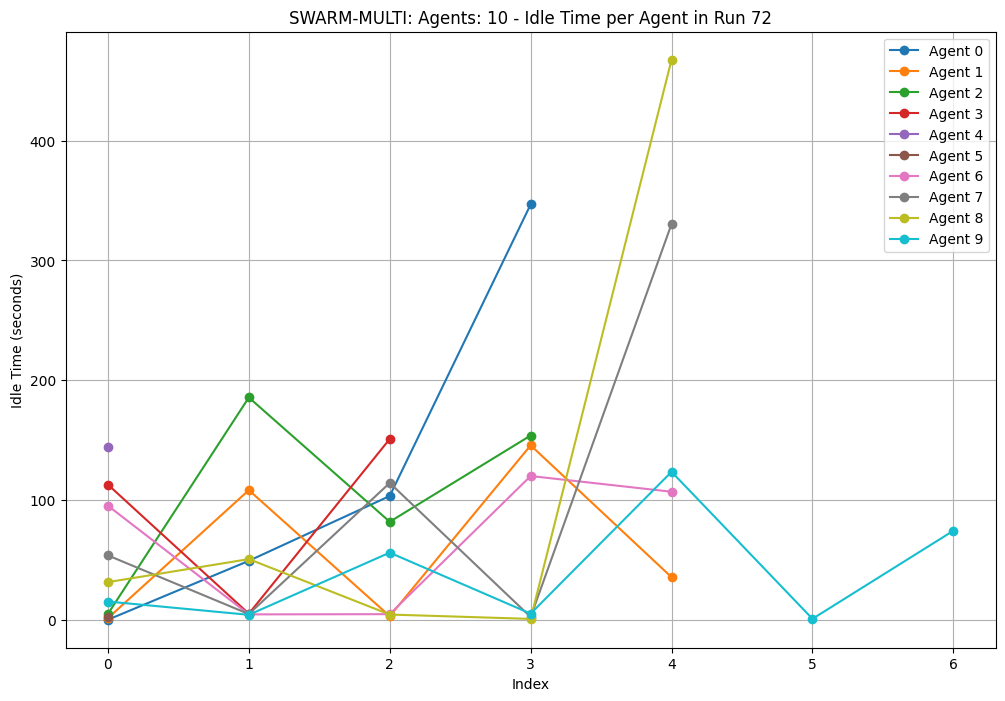 SWARM-MULTI: Agents: 10 - Idle Time per Agent in Run 72
Idle Time (seconds)
400
300
200
100
0
0 1 2 3 4 5 6
Index
Agent 0
Agent 1
Agent 2
Agent 3
Agent 4
Agent 5
Agent 6
Agent 7
Agent 8
Agent 9